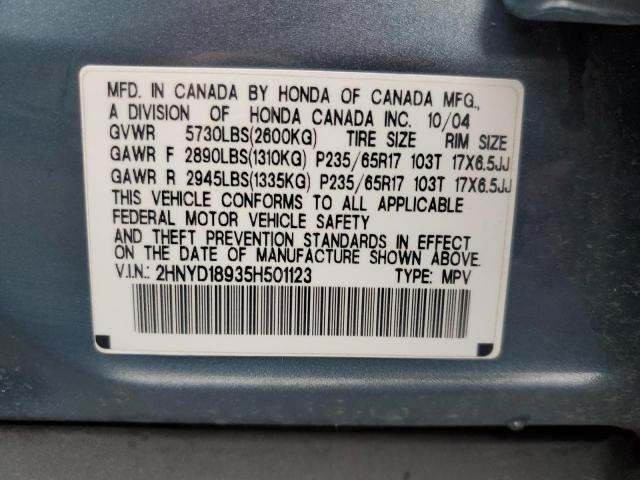 MFD. IN CANADA BY HONDA OF CANADA MFG.,
A DIVISION OF HONDA CANADA INC. 10/04
GVWR 5730LBS(2600KG) TIRE SIZE RIM SIZE
GAWR F 2890LBS(1310KG) P235/65R17 103T 17X6.5JJ
GAWR R 2945LBS(1335KG) P235/65R17 103T 17X6.5JJ
THIS VEHICLE CONFORMS TO ALL APPLICABLE
FEDERAL MOTOR VEHICLE SAFETY
AND THEFT PREVENTION STANDARDS IN EFFECT
ON THE DATE OF MANUFACTURE SHOWN ABOVE.
V.I.N.: 2HNYD18935H501123 TYPE: MPV